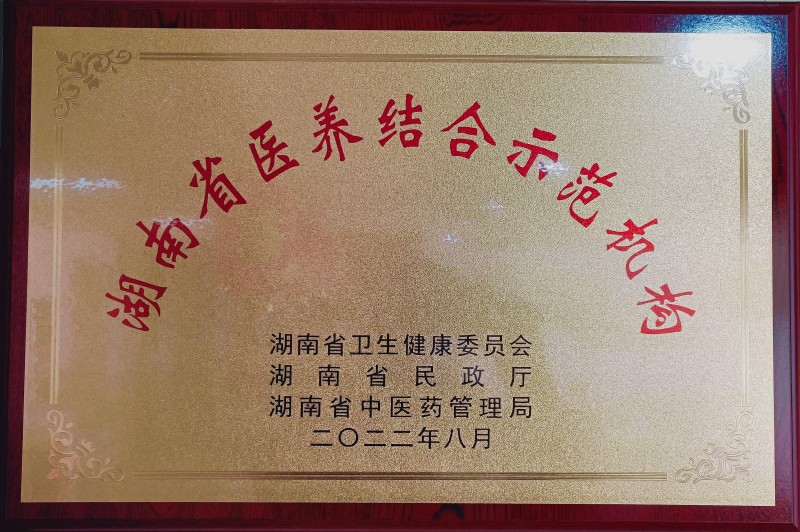 湖南省医养结合示范机构
湖南省卫生健康委员会
湖南省民政厅
湖南省中医药管理局
二〇二二年八月